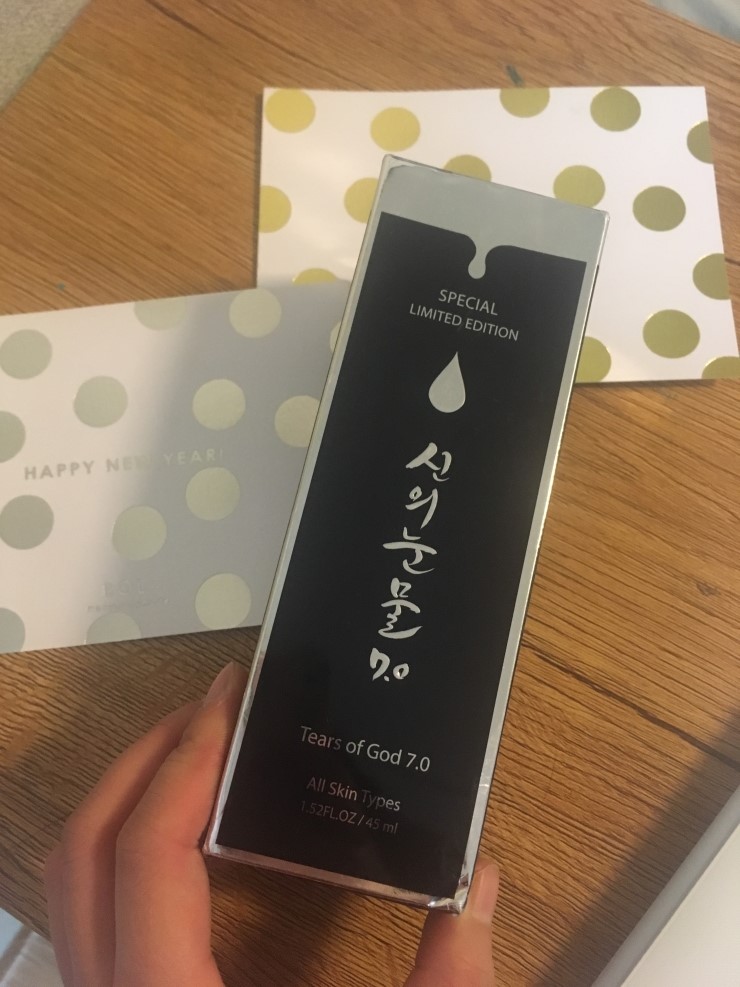 SPECIAL
LIMITED EDITION
신의눈물
7.0
Tears of God 7.0
All Skin Types
1.52FL.OZ/45 ml
HAPPY NEW YEAR!